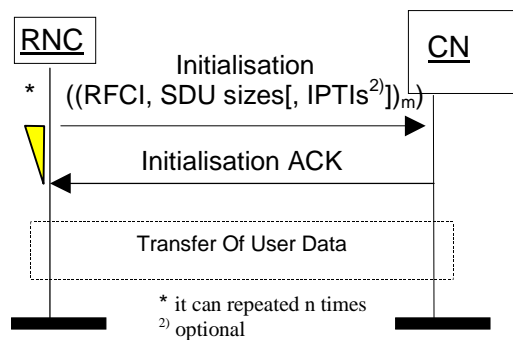 RNC
CN
Initialisation
* ((RFCI, SDU sizes[, IPTIs2)])m)
Initialisation ACK
Transfer Of User Data
* it can repeated n times
2) optional